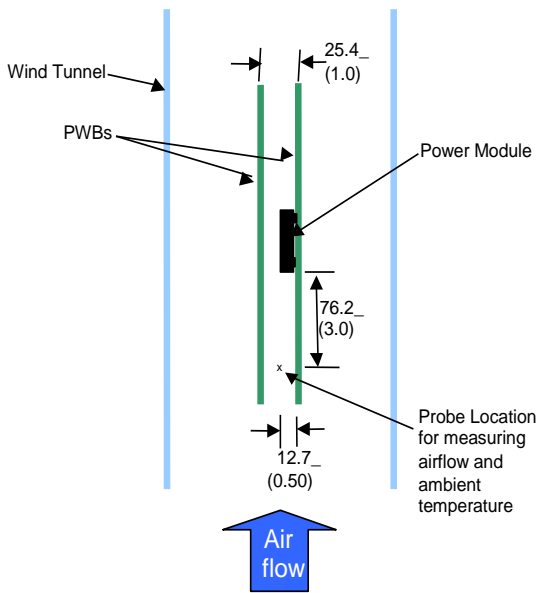 25.4_
(1.0)
Wind Tunnel
PWBs
Power Module
76.2_
(3.0)
x
Probe Location
for measuring
airflow and
ambient
temperature
12.7_
(0.50)
Air
flow